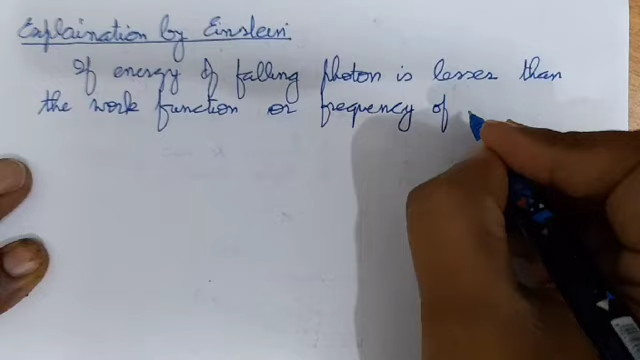 Explaination by Einstein:
If energy of falling photon is lesser than
the work function or frequency of